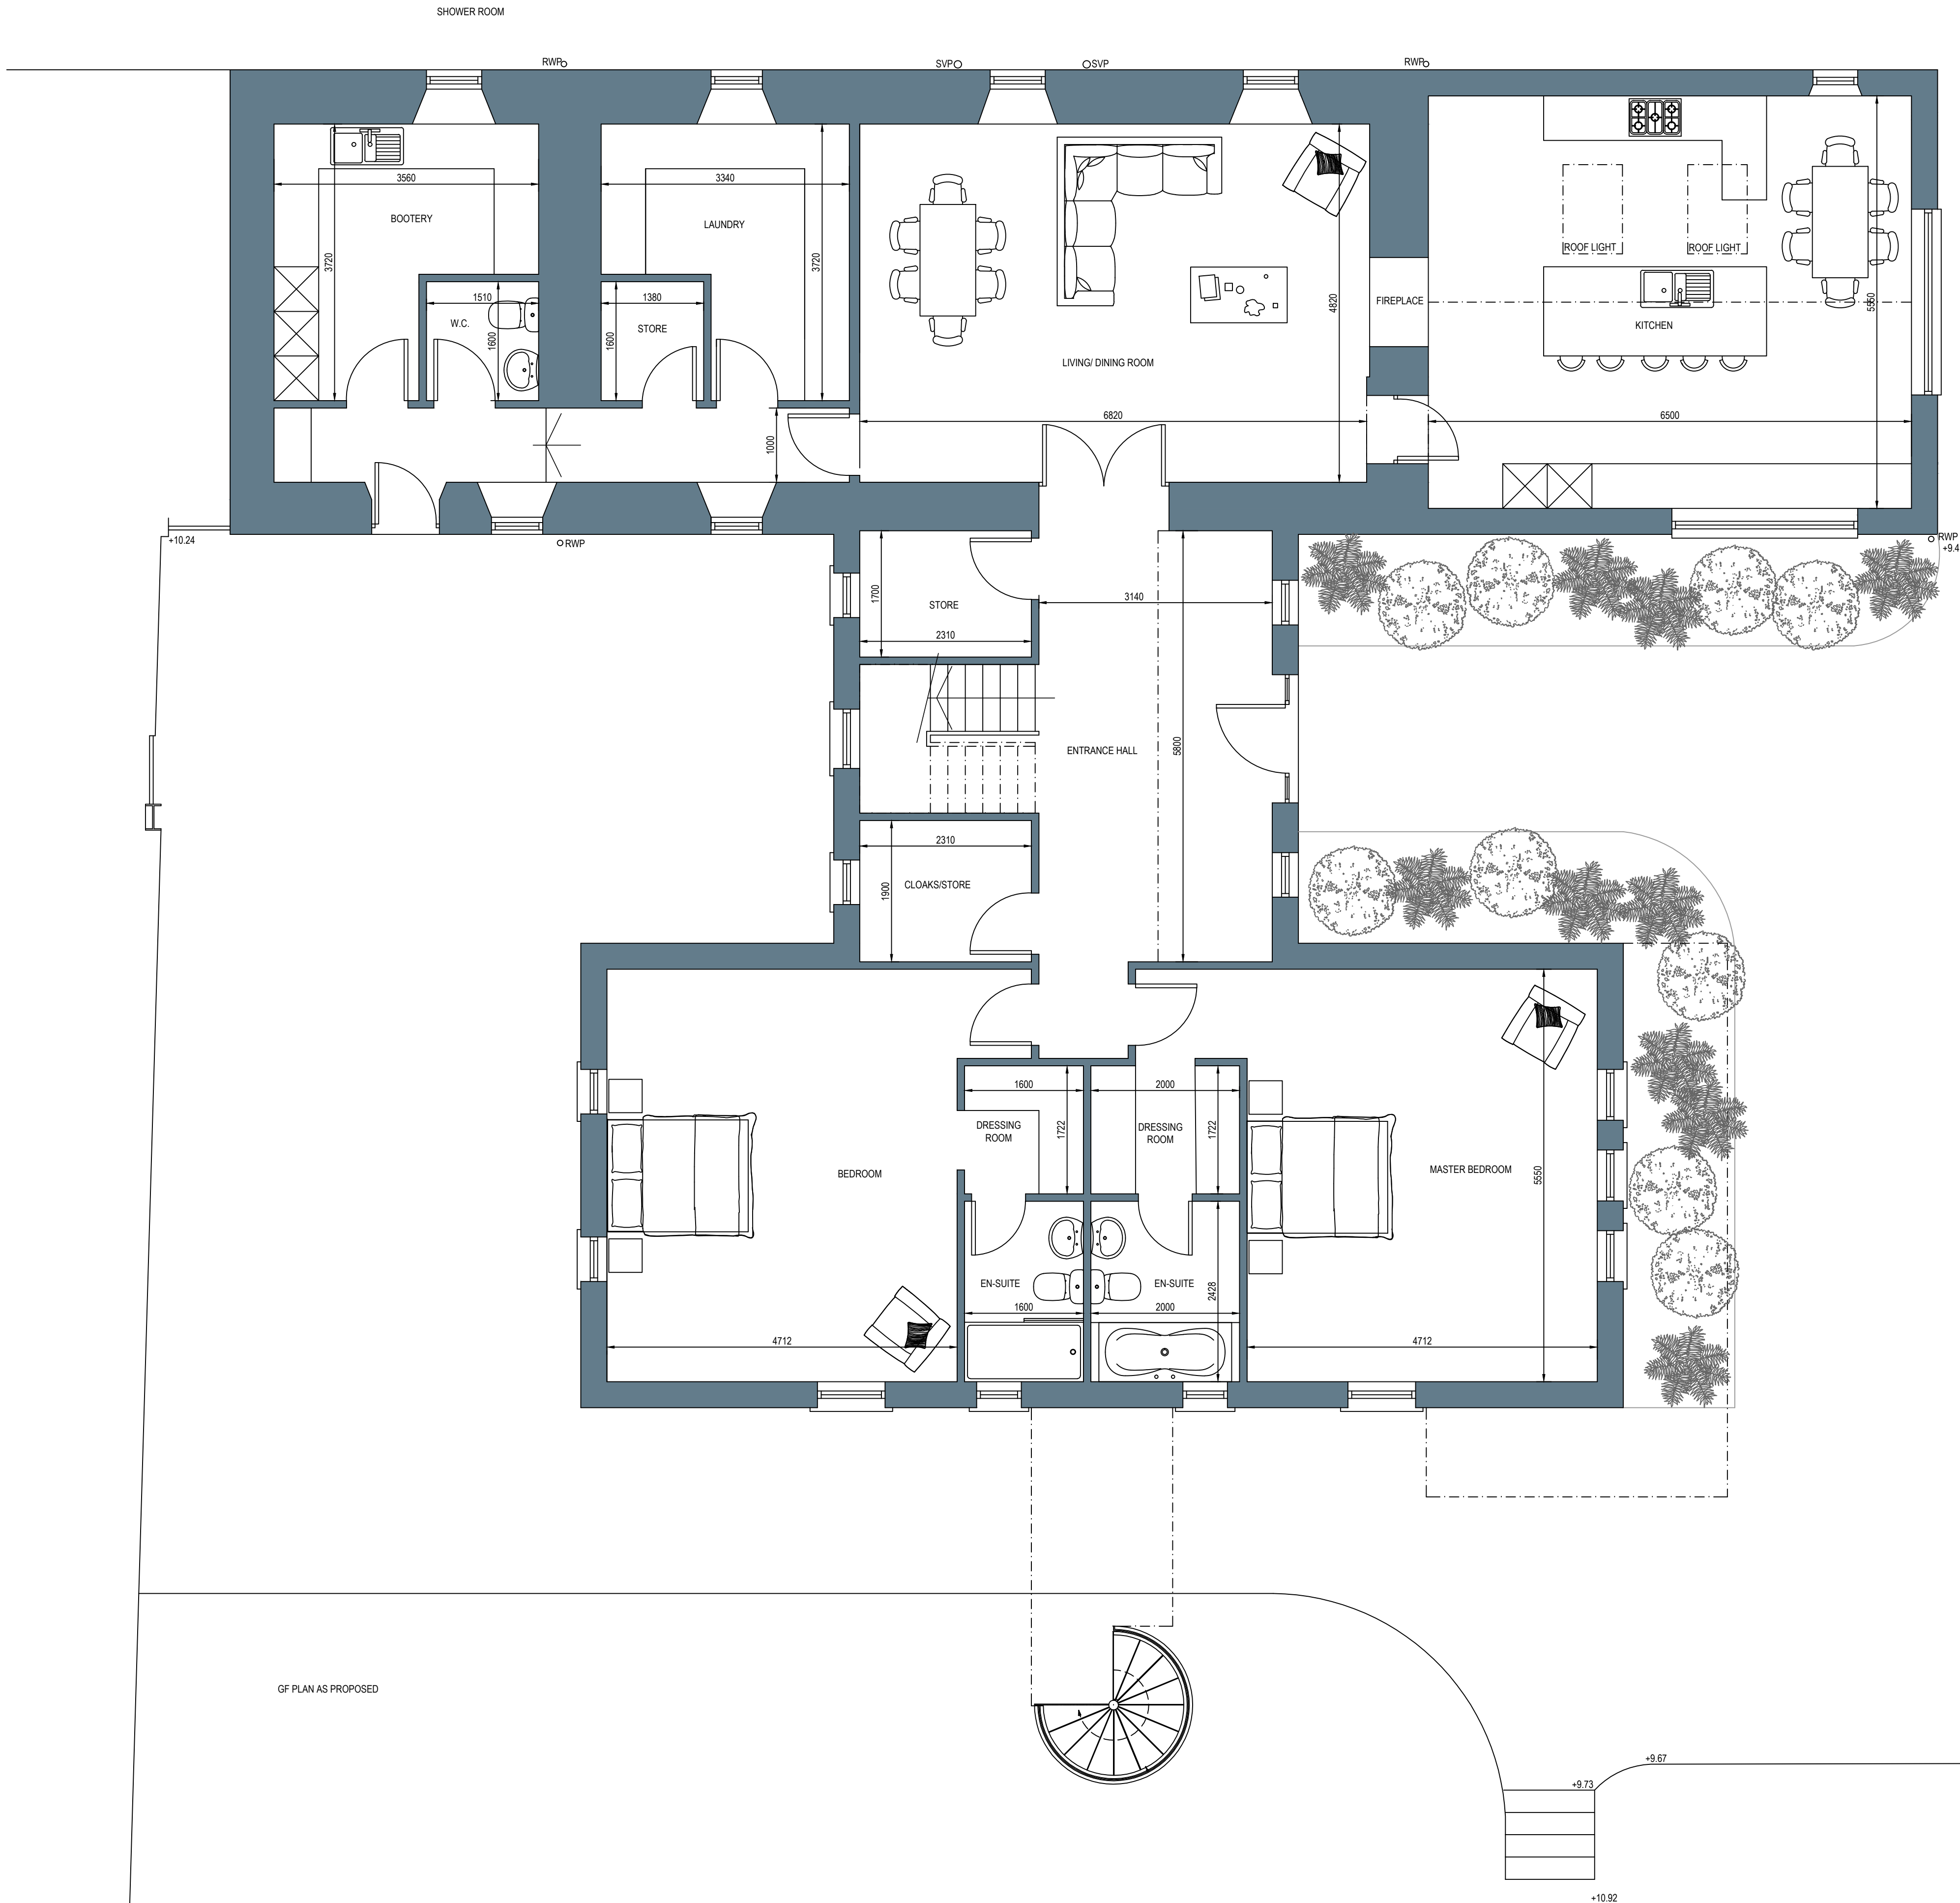 SHOWER ROOM
RWP
SVP
SVP
RWP
3560
3340
BOOTERY
LAUNDRY
3720
3720
4820
5550
ROOF LIGHT
ROOF LIGHT
1510
1380
W.C.
STORE
1600
1600
FIREPLACE
KITCHEN
LIVING/ DINING ROOM
6820
6500
1000
+10.24
RWP
RWP
+9.4
1700
STORE
3140
2310
ENTRANCE HALL
5800
2310
CLOAKS/STORE
1900
1600
2000
DRESSING
ROOM
1722
DRESSING
ROOM
1722
BEDROOM
MASTER BEDROOM
5550
EN-SUITE
EN-SUITE
2428
1600
2000
4712
4712
GF PLAN AS PROPOSED
+9.67
+9.73
+10.92